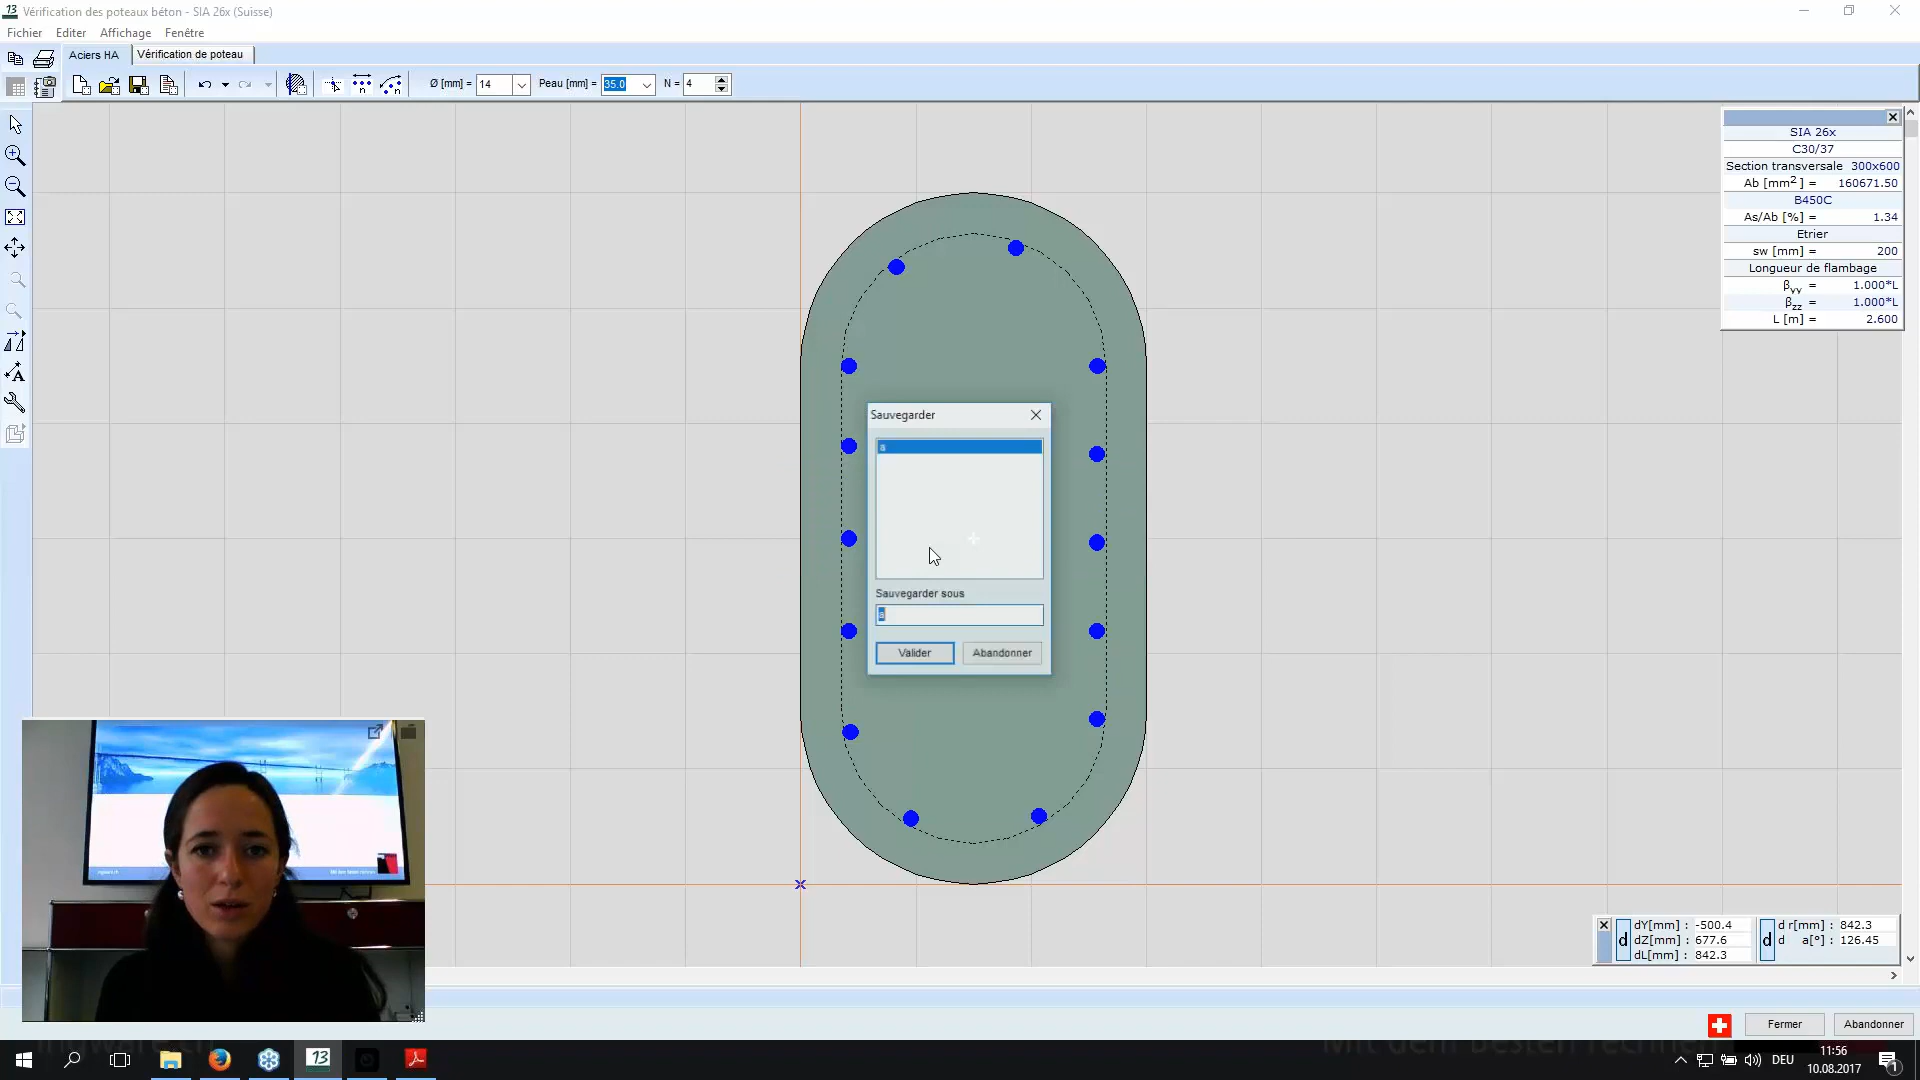 13 Vérification des poteaux béton - SIA 26x (Suisse)
Fichier Editer Affichage Fenêtre
Aciers HA Vérification de poteau
Ø [mm] = 14 Peau [mm] = 35.0 N = 4
SIA 26x
C30/37
Section transversale 300x600
Ab [mm2 ] = 160671.50
B450C
As/Ab [%] = 1.34
Etrier
sw [mm] = 200
Longueur de flambage
βyy = 1.000*L
βzz = 1.000*L
L [m] = 2.600
Sauvegarder
a
Sauvegarder sous
a
Valider Abandonner
d dY[mm] : -500.4 d d r[mm] : 842.3
dZ[mm] : 677.6 d a[°] : 126.45
dL[mm] : 842.3
Fermer Abandonner
13
DEU
11:56
10.08.2017
1